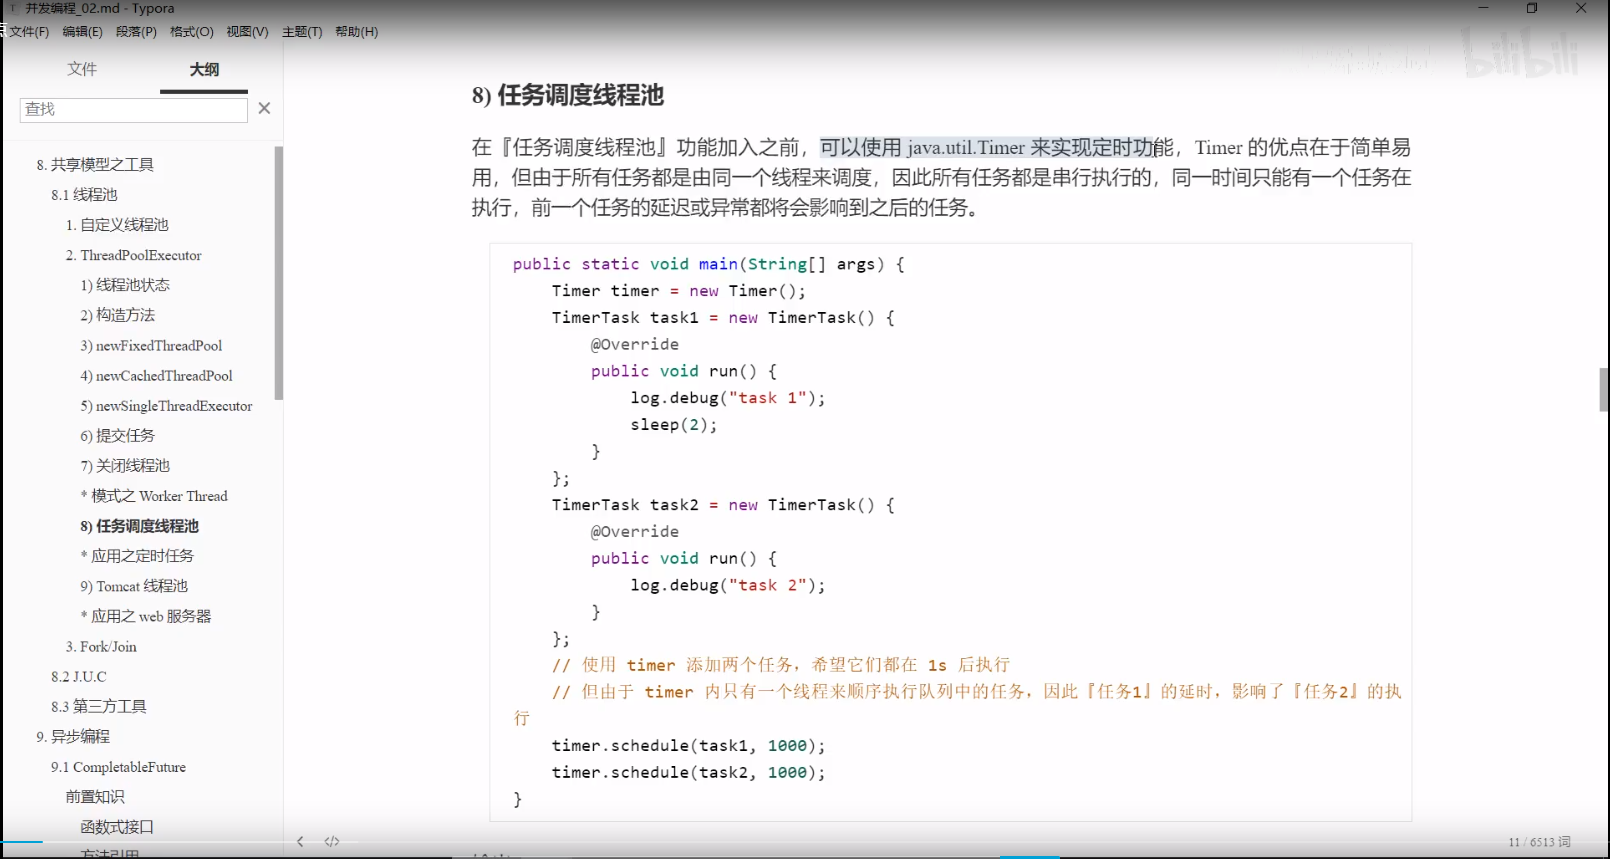 并发编程_02.md - Typora
文件(F) 编辑(E) 段落(P) 格式(O) 视图(V) 主题(T) 帮助(H)
文件 大纲
查找
8. 共享模型之工具
8.1 线程池
1. 自定义线程池
2. ThreadPoolExecutor
1) 线程池状态
2) 构造方法
3) newFixedThreadPool
4) newCachedThreadPool
5) newSingleThreadExecutor
6) 提交任务
7) 关闭线程池
* 模式之 Worker Thread
8) 任务调度线程池
* 应用之定时任务
9) Tomcat 线程池
* 应用之 web 服务器
3. Fork/Join
8.2 J.U.C
8.3 第三方工具
9. 异步编程
9.1 CompletableFuture
前置知识
函数式接口
方法引用
bilibili
8) 任务调度线程池
在『任务调度线程池』功能加入之前，可以使用 java.util.Timer 来实现定时功能，Timer 的优点在于简单易
用，但由于所有任务都是由同一个线程来调度，因此所有任务都是串行执行的，同一时间只能有一个任务在
执行，前一个任务的延迟或异常都将会影响到之后的任务。
public static void main(String[] args) {
Timer timer = new Timer();
TimerTask task1 = new TimerTask() {
@Override
public void run() {
log.debug("task 1");
sleep(2);
}
};
TimerTask task2 = new TimerTask() {
@Override
public void run() {
log.debug("task 2");
}
};
// 使用 timer 添加两个任务，希望它们都在 1s 后执行
// 但由于 timer 内只有一个线程来顺序执行队列中的任务，因此『任务1』的延时，影响了『任务2』的执
行
timer.schedule(task1, 1000);
timer.schedule(task2, 1000);
}
11 / 6513 词